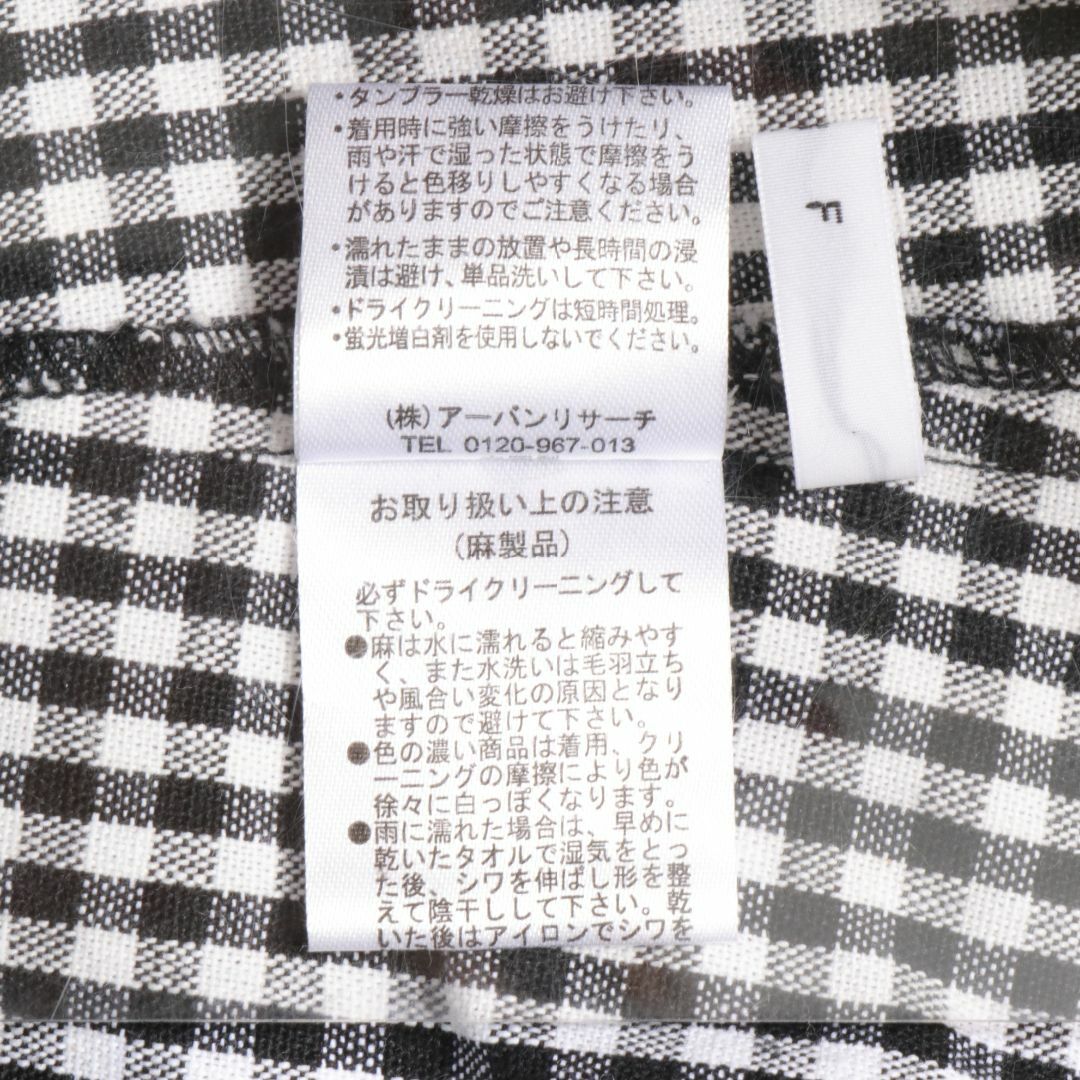 ・タンブラー乾燥はお避け下さい。
・着用時に強い摩擦をうけたり、
雨や汗で湿った状態で摩擦をう
けると色移りしやすくなる場合
がありますのでご注意ください。
・濡れたままの放置や長時間の浸
漬は避け、単品洗いして下さい。
・ドライクリーニングは短時間処理。
・蛍光増白剤を使用しないでください。
(株)アーバンリサーチ
TEL 0120-967-013
お取り扱い上の注意
(麻製品)
必ずドライクリーニングして
下さい。
●麻は水に濡れると縮みやす
く、また水洗いは毛羽立ち
や風合い変化の原因となり
ますので避けて下さい。
●色の濃い商品は着用、クリ
ーニングの摩擦により色が
徐々に白っぽくなります。
●雨に濡れた場合は、早めに
乾いたタオルで湿気をとっ
た後、シワを伸ばし形を整
えて陰干しして下さい。乾
いた後はアイロンでシワを
F